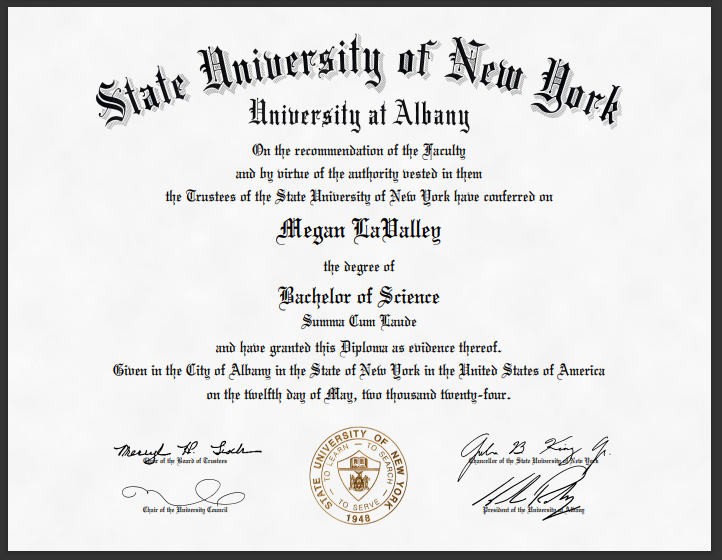 State University of New York
University at Albany
On the recommendation of the Faculty
and by virtue of the authority vested in them
the Trustees of the State University of New York have conferred on
Megan LaValley
the degree of
Bachelor of Science
Summa Cum Laude
and have granted this Diploma as evidence thereof.
Given in the City of Albany in the State of New York in the United States of America
on the twelfth day of May, two thousand twenty-four.
Chair of the Board of Trustees
John B. King Jr.
Chancellor of the State University of New York
Chair of the University Council
President of the University at Albany
STATE UNIVERSITY OF NEW YORK
TO LEARN — TO SEARCH
TO SERVE
1948